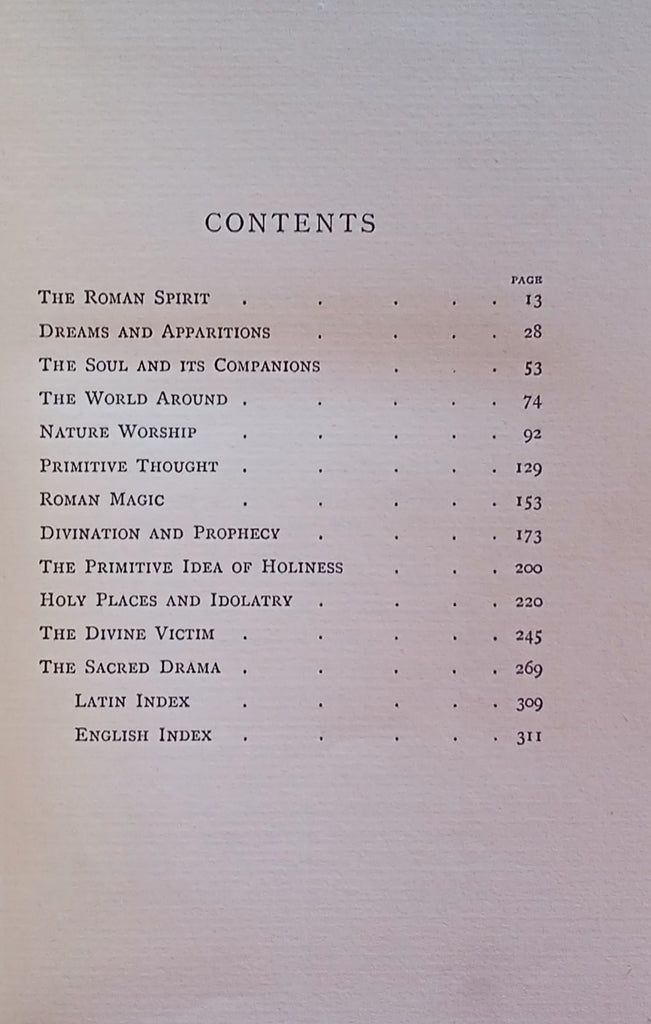 CONTENTS
PAGE
THE ROMAN SPIRIT . . . . . 13
DREAMS AND APPARITIONS . . . . 28
THE SOUL AND ITS COMPANIONS . . . 53
THE WORLD AROUND . . . . . 74
NATURE WORSHIP . . . . . 92
PRIMITIVE THOUGHT . . . . . 129
ROMAN MAGIC . . . . . 153
DIVINATION AND PROPHECY . . . . 173
THE PRIMITIVE IDEA OF HOLINESS . . . 200
HOLY PLACES AND IDOLATRY . . . . 220
THE DIVINE VICTIM . . . . . 245
THE SACRED DRAMA . . . . . 269
LATIN INDEX . . . . . 309
ENGLISH INDEX . . . . . 311